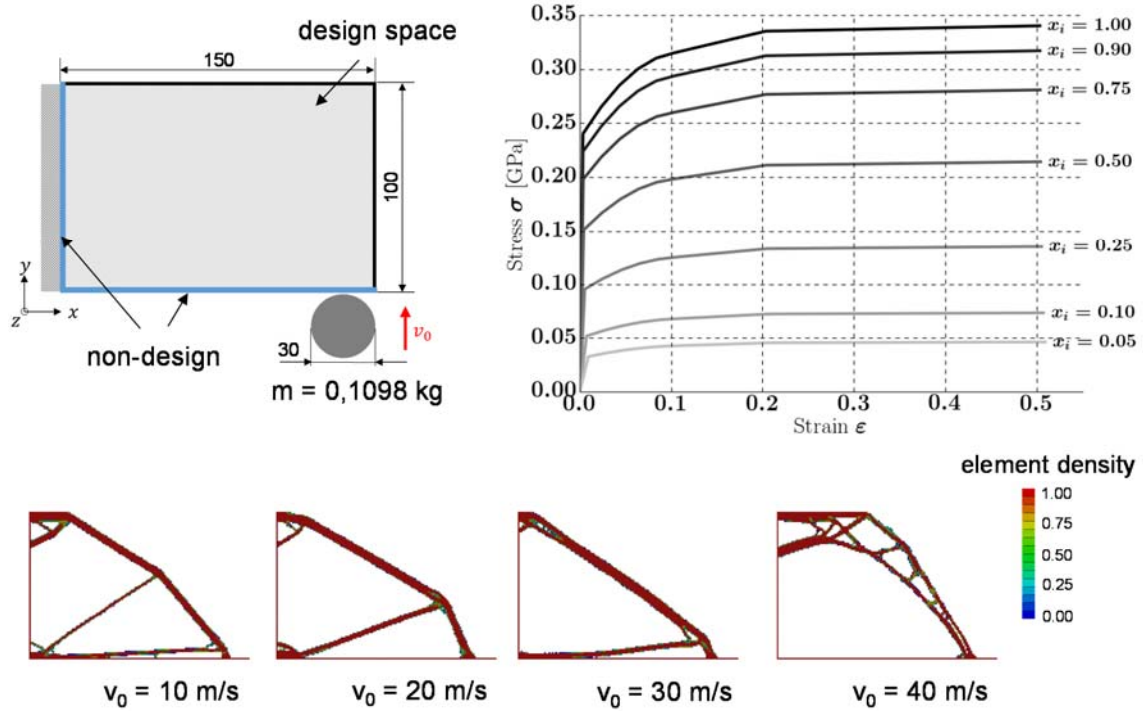 design space
150
100
y
x
z
v₀
non-design
30
m = 0,1098 kg
0.35
0.30
0.25
0.20
0.15
0.10
0.05
0.00
Stress σ [GPa]
0.0 0.1 0.2 0.3 0.4 0.5
Strain ε
xᵢ = 1.00
xᵢ = 0.90
xᵢ = 0.75
xᵢ = 0.50
xᵢ = 0.25
xᵢ = 0.10
xᵢ = 0.05
element density
1.00
0.75
0.50
0.25
0.00
v₀ = 10 m/s
v₀ = 20 m/s
v₀ = 30 m/s
v₀ = 40 m/s